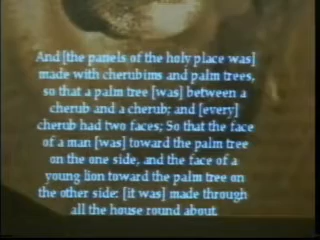 And [the panels of the holy place was]
made with cherubims and palm trees,
so that a palm tree [was] between a
cherub and a cherub; and [every]
cherub had two faces; So that the face
of a man [was] toward the palm tree
on the one side, and the face of a
young lion toward the palm tree on
the other side: [it was] made through
all the house round about.